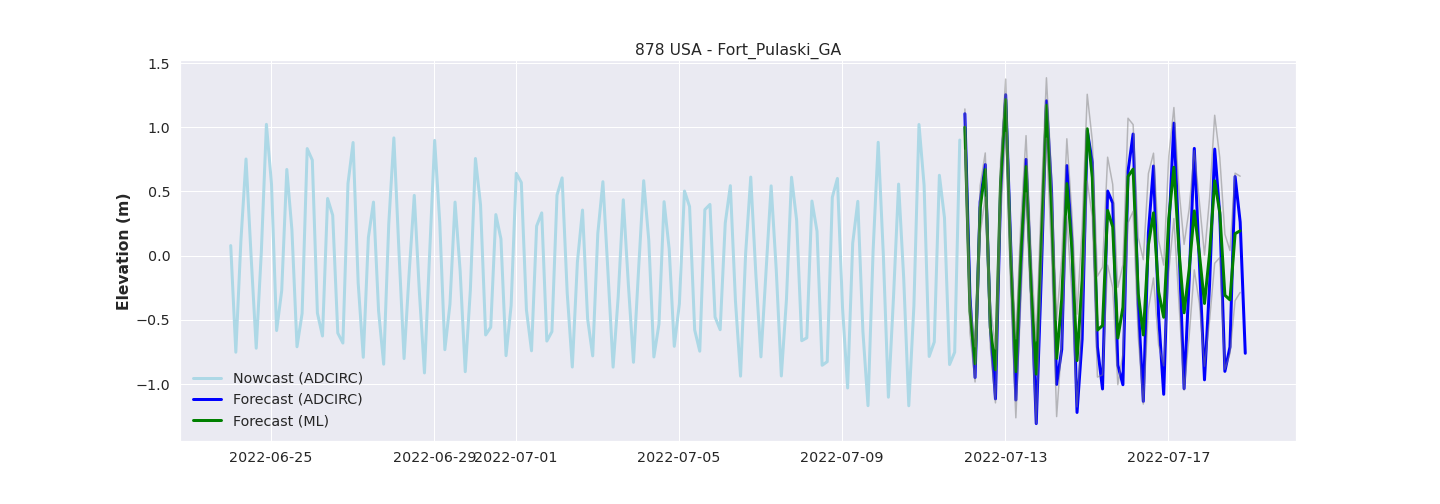 878 USA - Fort_Pulaski_GA
1.5
1.0
0.5
0.0
−0.5
−1.0
Elevation (m)
Nowcast (ADCIRC)
Forecast (ADCIRC)
Forecast (ML)
2022-06-25 2022-06-29 2022-07-01 2022-07-05 2022-07-09 2022-07-13 2022-07-17